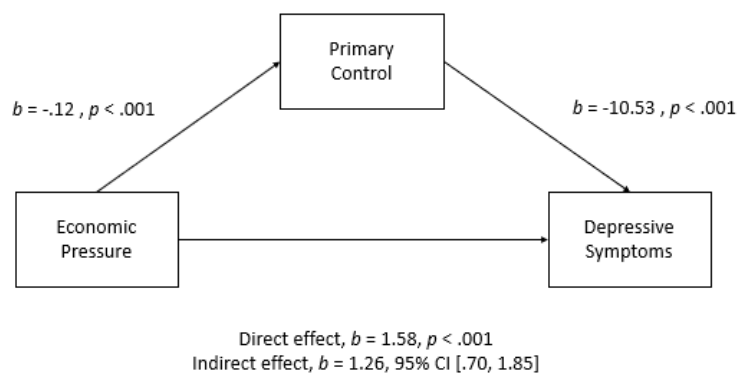 Primary
Control
b = -.12 , p < .001
b = -10.53 , p < .001
Economic
Pressure
Depressive
Symptoms
Direct effect, b = 1.58, p < .001
Indirect effect, b = 1.26, 95% CI [.70, 1.85]